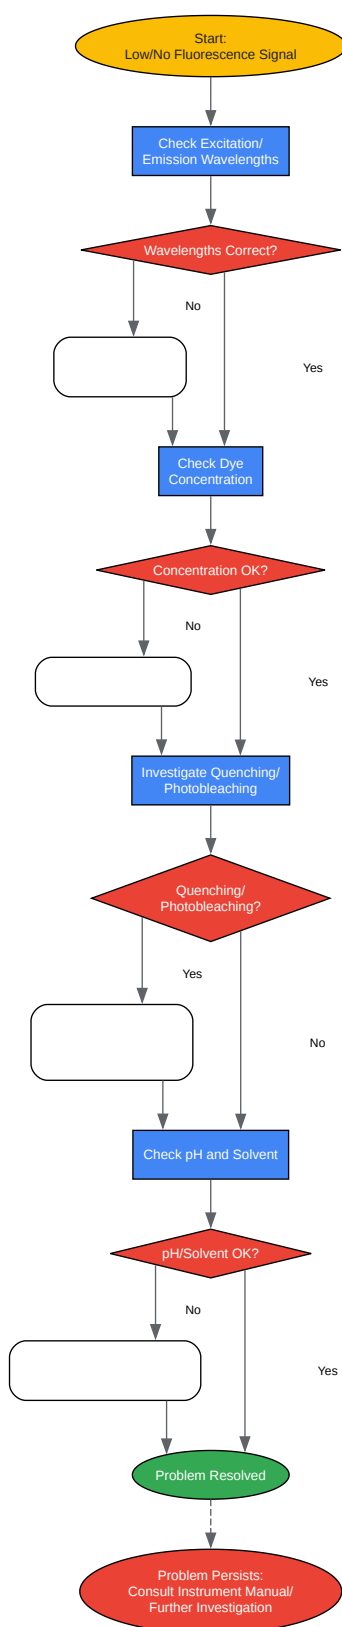 Start:
Low/No Fluorescence Signal
Check Excitation/
Emission Wavelengths
Wavelengths Correct?
No
Yes
Check Dye
Concentration
Concentration OK?
No
Yes
Investigate Quenching/
Photobleaching
Quenching/
Photobleaching?
Yes
No
Check pH and Solvent
pH/Solvent OK?
No
Yes
Problem Resolved
Problem Persists:
Consult Instrument Manual/
Further Investigation